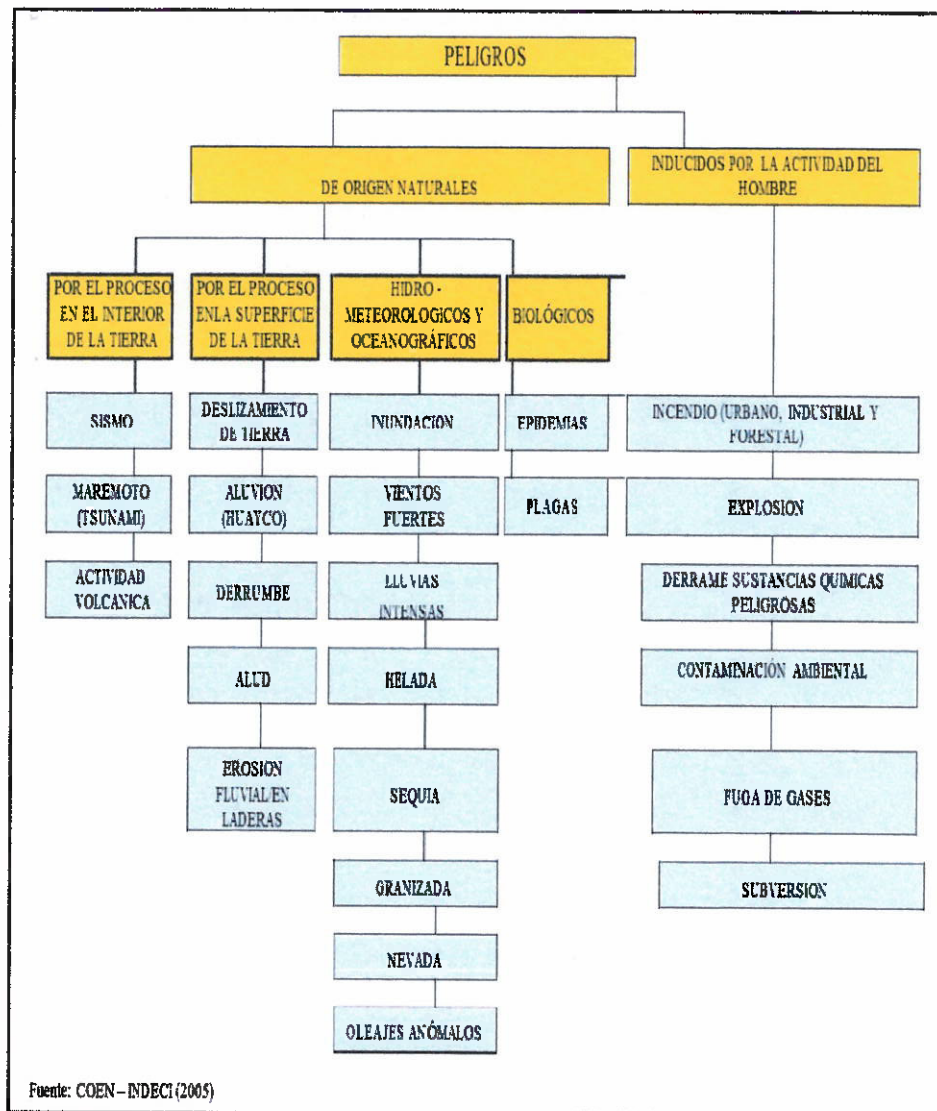 PELIGROS
DE ORIGEN NATURALES
INDUCIDOS POR LA ACTIVIDAD DEL
HOMBRE
POR EL PROCESO
EN EL INTERIOR
DE LA TIERRA
POR EL PROCESO
ENLA SUPERFICIE
DE LA TIERRA
HIDRO -
METEOROLOGICOS Y
OCEANOGRÁFICOS
BIOLÓGICOS
SISMO
MAREMOTO
(TSUNAMI)
ACTIVIDAD
VOLCANICA
DESLIZAMIENTO
DE TIERRA
ALUVION
(HUAYCO)
DERRUMBE
ALUD
EROSION
FLUVIAL/EN
LADERAS
INUNDACION
VIENTOS
FUERTES
LLUVIAS
INTENSAS
HELADA
SEQUIA
GRANIZADA
NEVADA
OLEAJES ANÓMALOS
EPIDEMIAS
PLAGAS
INCENDIO (URBANO, INDUSTRIAL Y
FORESTAL)
EXPLOSION
DERRAME SUSTANCIAS QUIMICAS
PELIGROSAS
CONTAMINACIÓN AMBIENTAL
FUGA DE GASES
SUBVERSION
Fuente: COEN – INDECI (2005)